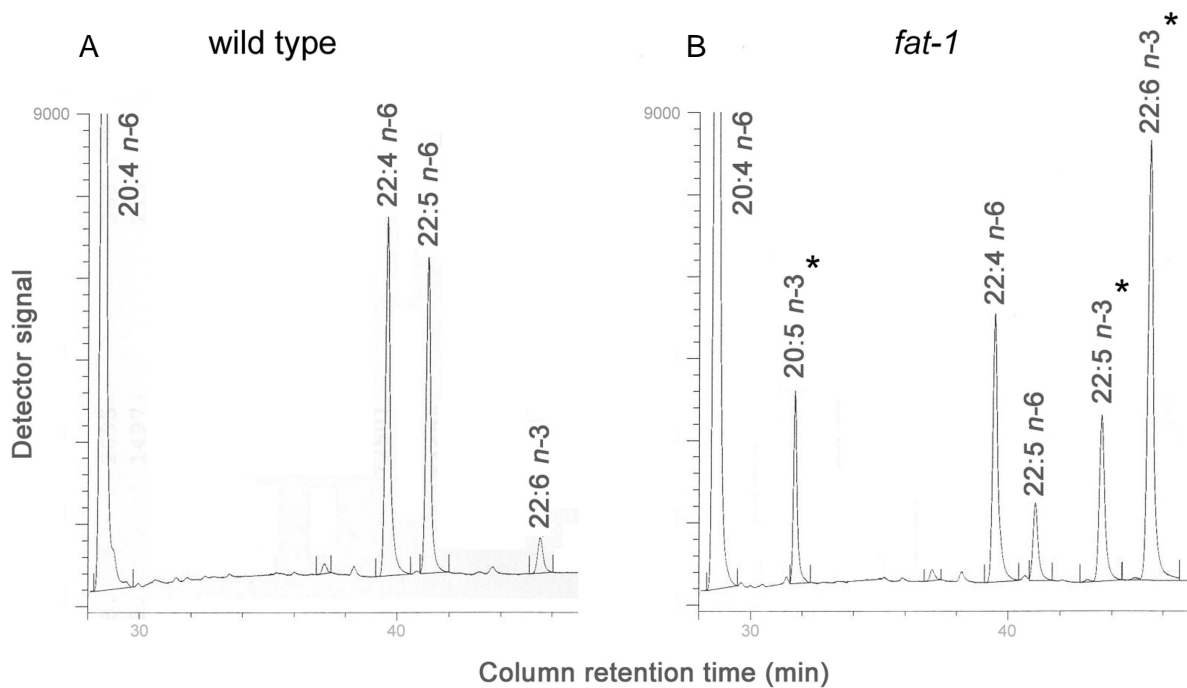 A wild type
B fat-1
9000
20:4 n-6
22:4 n-6
22:5 n-6
22:6 n-3
30
40
9000
20:4 n-6
20:5 n-3 *
22:4 n-6
22:5 n-6
22:5 n-3 *
22:6 n-3 *
30
40
Detector signal
Column retention time (min)